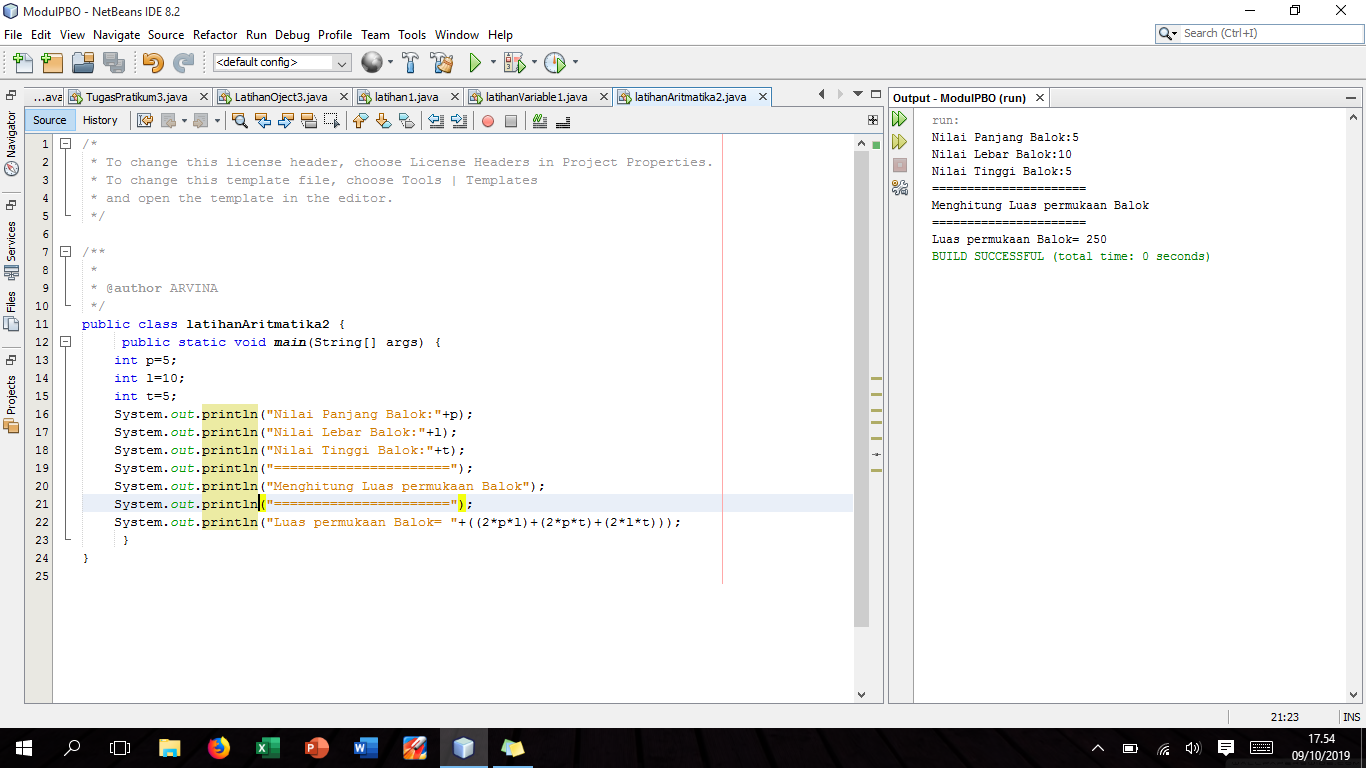 ModulPBO - NetBeans IDE 8.2
File Edit View Navigate Source Refactor Run Debug Profile Team Tools Window Help
Search (Ctrl+I)
<default config>
...ava TugasPratikum3.java LatihanOject3.java latihan1.java latihanVariable1.java latihanAritmatika2.java
Source History
Navigator
Services
Files
Projects
1 /*
2 * To change this license header, choose License Headers in Project Properties.
3 * To change this template file, choose Tools | Templates
4 * and open the template in the editor.
5 */
6
7 /**
8 *
9 * @author ARVINA
10 */
11 public class latihanAritmatika2 {
12 public static void main(String[] args) {
13 int p=5;
14 int l=10;
15 int t=5;
16 System.out.println("Nilai Panjang Balok:"+p);
17 System.out.println("Nilai Lebar Balok:"+l);
18 System.out.println("Nilai Tinggi Balok:"+t);
19 System.out.println("======================");
20 System.out.println("Menghitung Luas permukaan Balok");
21 System.out.println("======================");
22 System.out.println("Luas permukaan Balok= "+((2*p*l)+(2*p*t)+(2*l*t)));
23 }
24 }
25
Output - ModulPBO (run)
run:
Nilai Panjang Balok:5
Nilai Lebar Balok:10
Nilai Tinggi Balok:5
======================
Menghitung Luas permukaan Balok
======================
Luas permukaan Balok= 250
BUILD SUCCESSFUL (total time: 0 seconds)
21:23 INS
17.54
09/10/2019